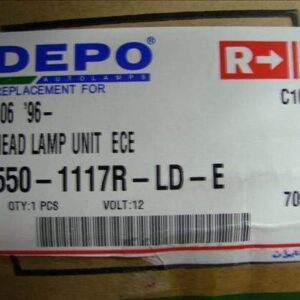 DEPO
R
AUTOLAMPS
REPLACEMENT FOR
06 '96-
C10
HEAD LAMP UNIT ECE
550-1117R-LD-E
QTY:1 PCS VOLT:12
70